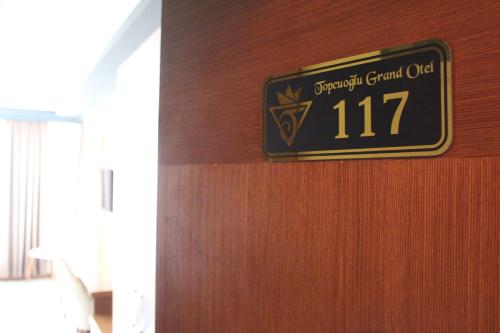 Topcuoğlu Grand Otel
117